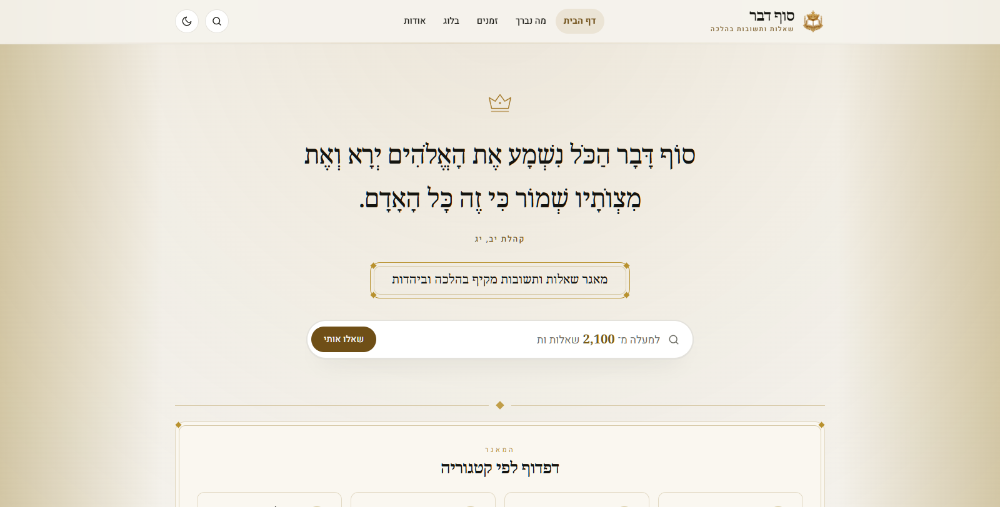 סוף דבר
שאלות ותשובות בהלכה
דף הבית
מה נברך
זמנים
בלוג
אודות
סוֹף דָּבָר הַכֹּל נִשְׁמָע אֶת הָאֱלֹהִים יְרָא וְאֶת
מִצְוֹתָיו שְׁמוֹר כִּי זֶה כָּל הָאָדָם.
קהלת יב, יג
מאגר שאלות ותשובות מקיף בהלכה וביהדות
למעלה מ־ 2,100 שאלות ות
שאלו אותי
המאגר
דפדוף לפי קטגוריה